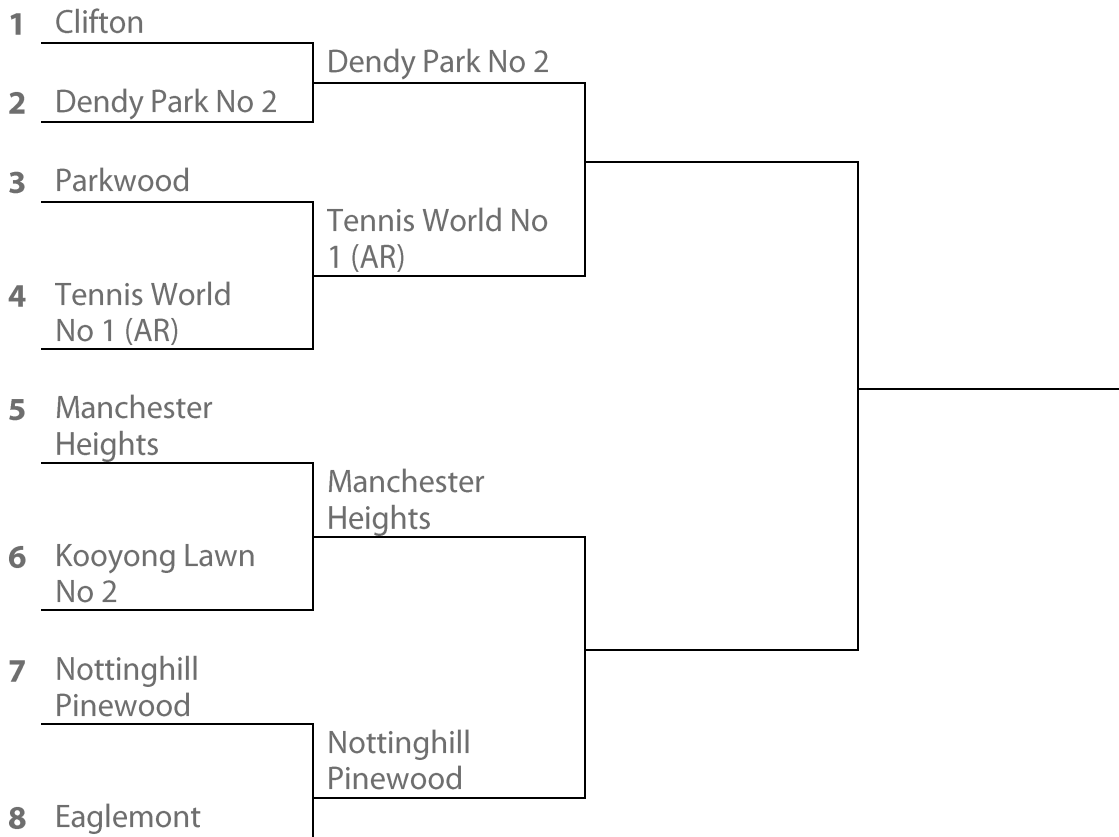 1 Clifton
Dendy Park No 2
2 Dendy Park No 2
3 Parkwood
Tennis World No
1 (AR)
4 Tennis World
No 1 (AR)
5 Manchester
Heights
Manchester
Heights
6 Kooyong Lawn
No 2
7 Nottinghill
Pinewood
Nottinghill
Pinewood
8 Eaglemont